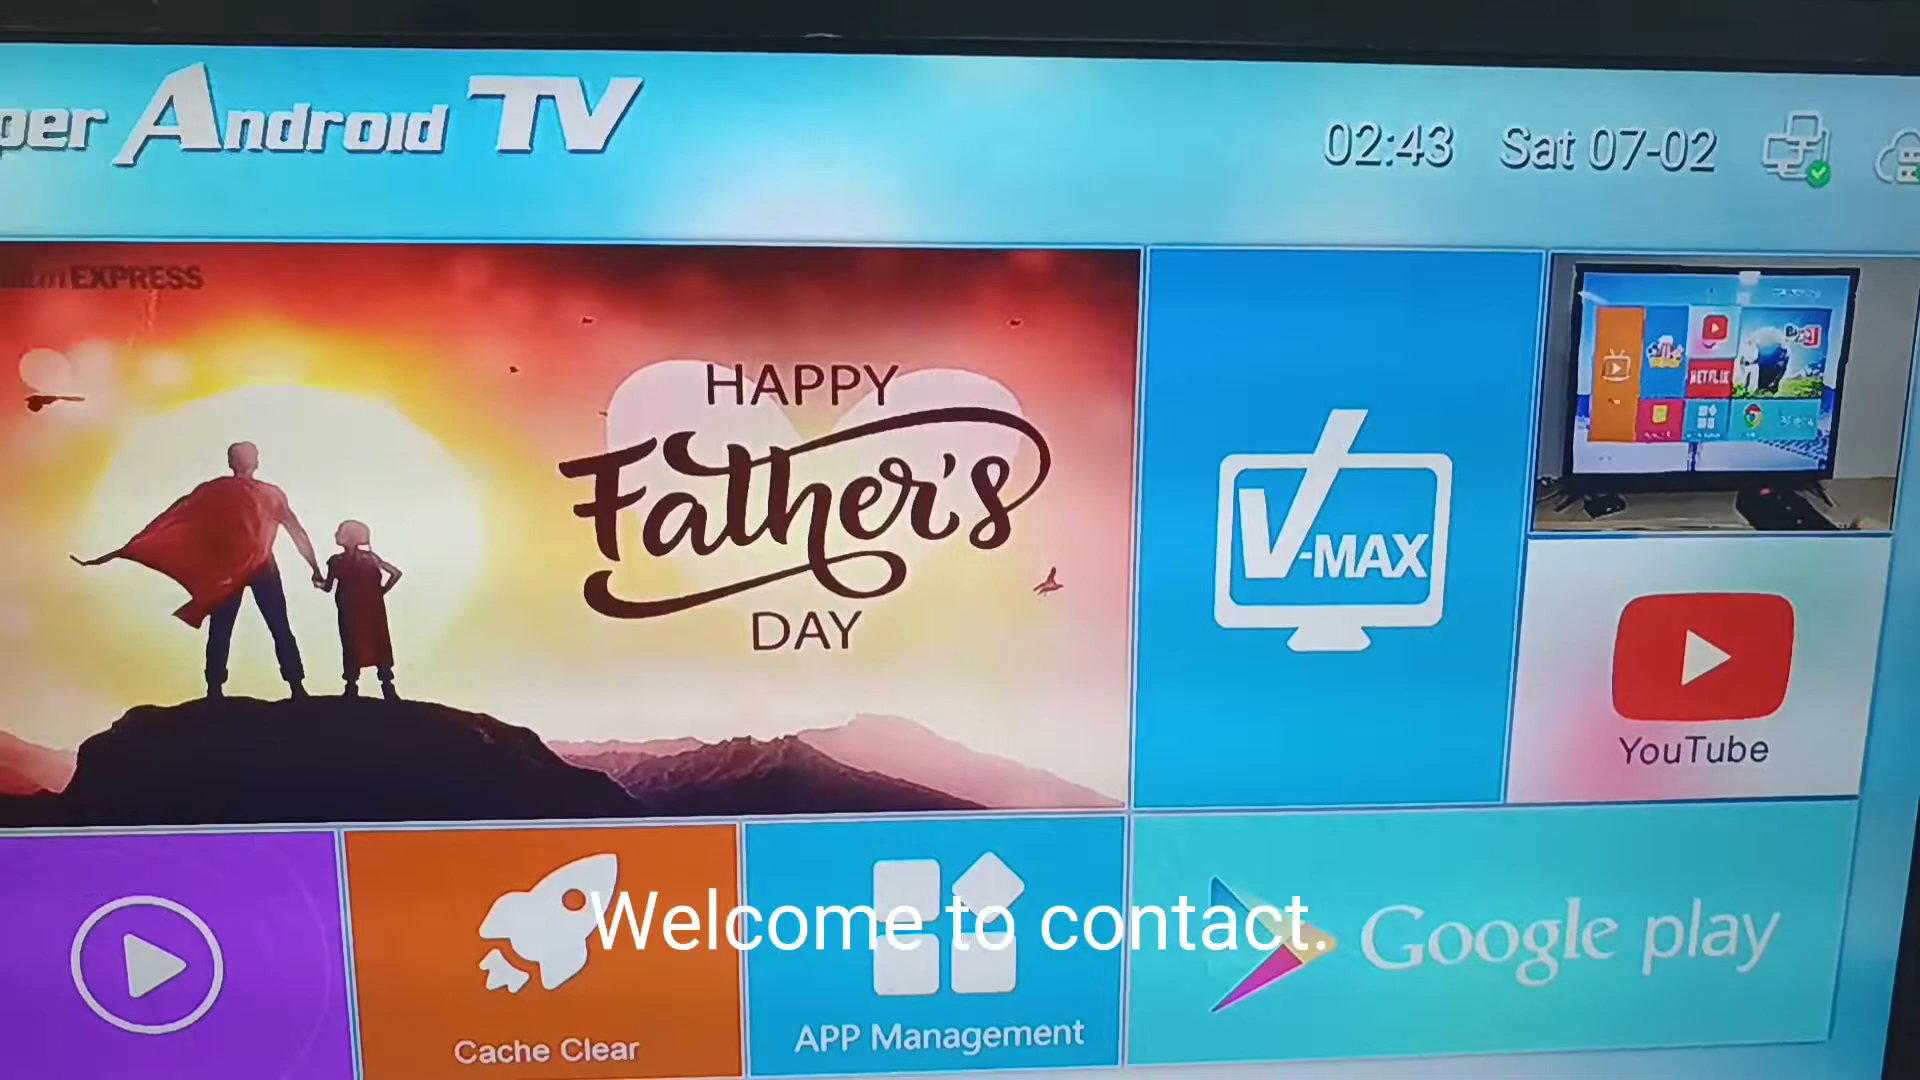 per Android TV
02:43 Sat 07-02
EXPRESS
HAPPY
Father's
DAY
V-MAX
NETFLIX
YouTube
Welcome to contact.
Google play
Cache Clear
APP Management